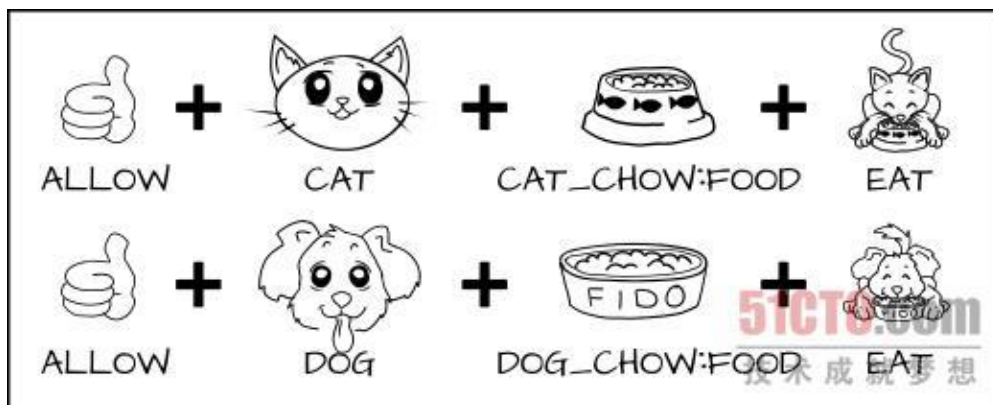 ALLOW CAT CAT_CHOW:FOOD EAT
FIDO
ALLOW DOG DOG_CHOW:FOOD EAT
51CTO.com
技术成就梦想